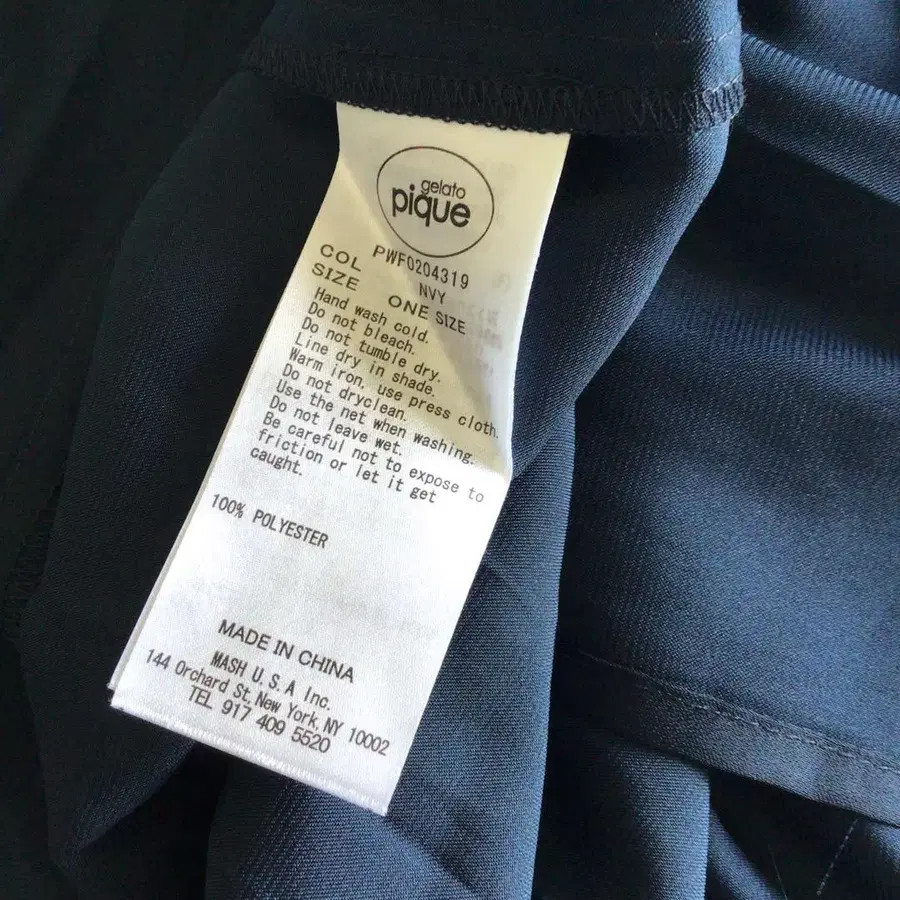 gelato
pique
PWF0204319
COL NVY
SIZE ONE SIZE
Hand wash cold.
Do not bleach.
Do not tumble dry.
Line dry in shade.
Warm iron. use press cloth.
Do not dryclean.
Use the net when washing.
Do not leave wet.
Be careful not to expose to
friction or let it get
caught.
100% POLYESTER
MADE IN CHINA
MASH U.S.A Inc.
144 Orchard St. New York, NY 10002
TEL 917 409 5520